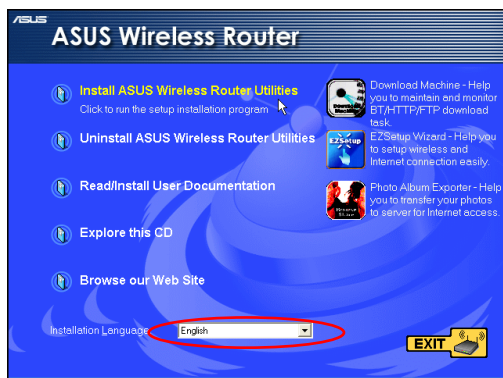 ASUS
ASUS Wireless Router
Install ASUS Wireless Router Utilities
Click to run the setup installation program
Uninstall ASUS Wireless Router Utilities
Read/Install User Documentation
Explore this CD
Browse our Web Site
Installation Language
English
Download Machine - Help
you to maintain and monitor
BT/HTTP/FTP download
task.
EZSetup
EZSetup Wizard - Help you
to setup wireless and
Internet connection easily.
Photo Album Exporter - Help
you to transfer your photos
to server for Internet access.
EXIT